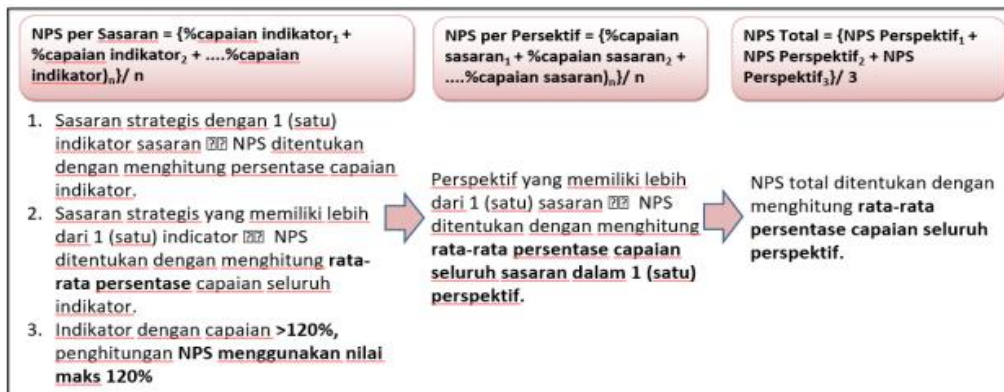 NPS per Sasaran = {%capaian indikator₁ +
%capaian indikator₂ + ....%capaian
indikator)ₙ}/ n
NPS per Persektif = {%capaian
sasaran₁ + %capaian sasaran₂ +
....%capaian sasaran)ₙ}/ n
NPS Total = {NPS Perspektif₁ +
NPS Perspektif₂ + NPS
Perspektif₃}/ 3
1. Sasaran strategis dengan 1 (satu)
indikator sasaran ⍰⍰ NPS ditentukan
dengan menghitung persentase capaian
indikator.
2. Sasaran strategis yang memiliki lebih
dari 1 (satu) indicator ⍰⍰ NPS
ditentukan dengan menghitung rata-
rata persentase capaian seluruh
indikator.
3. Indikator dengan capaian >120%,
penghitungan NPS menggunakan nilai
maks 120%
Perspektif yang memiliki lebih
dari 1 (satu) sasaran ⍰⍰ NPS
ditentukan dengan menghitung
rata-rata persentase capaian
seluruh sasaran dalam 1 (satu)
perspektif.
NPS total ditentukan dengan
menghitung rata-rata
persentase capaian seluruh
perspektif.